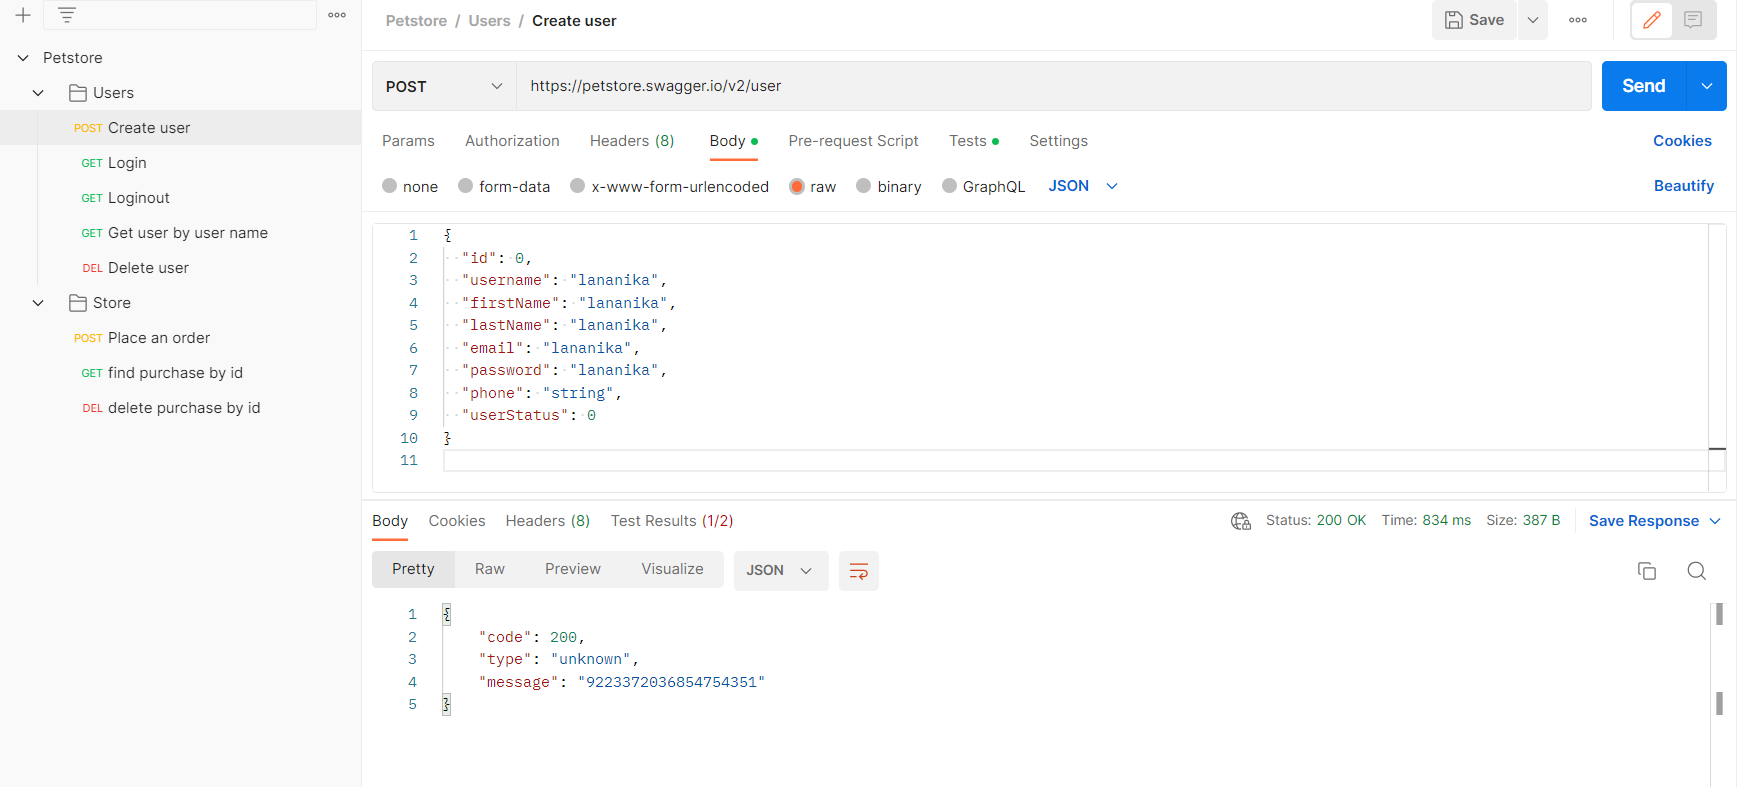 Petstore
Users
POST Create user
GET Login
GET Loginout
GET Get user by user name
DEL Delete user
Store
POST Place an order
GET find purchase by id
DEL delete purchase by id
Petstore / Users / Create user
Save
POST https://petstore.swagger.io/v2/user
Send
Params Authorization Headers (8) Body Pre-request Script Tests Settings Cookies
none form-data x-www-form-urlencoded raw binary GraphQL JSON Beautify
1 {
2 "id": 0,
3 "username": "lananika",
4 "firstName": "lananika",
5 "lastName": "lananika",
6 "email": "lananika",
7 "password": "lananika",
8 "phone": "string",
9 "userStatus": 0
10 }
11
Body Cookies Headers (8) Test Results (1/2) Status: 200 OK Time: 834 ms Size: 387 B Save Response
Pretty Raw Preview Visualize JSON
1 {
2 "code": 200,
3 "type": "unknown",
4 "message": "9223372036854754351"
5 }